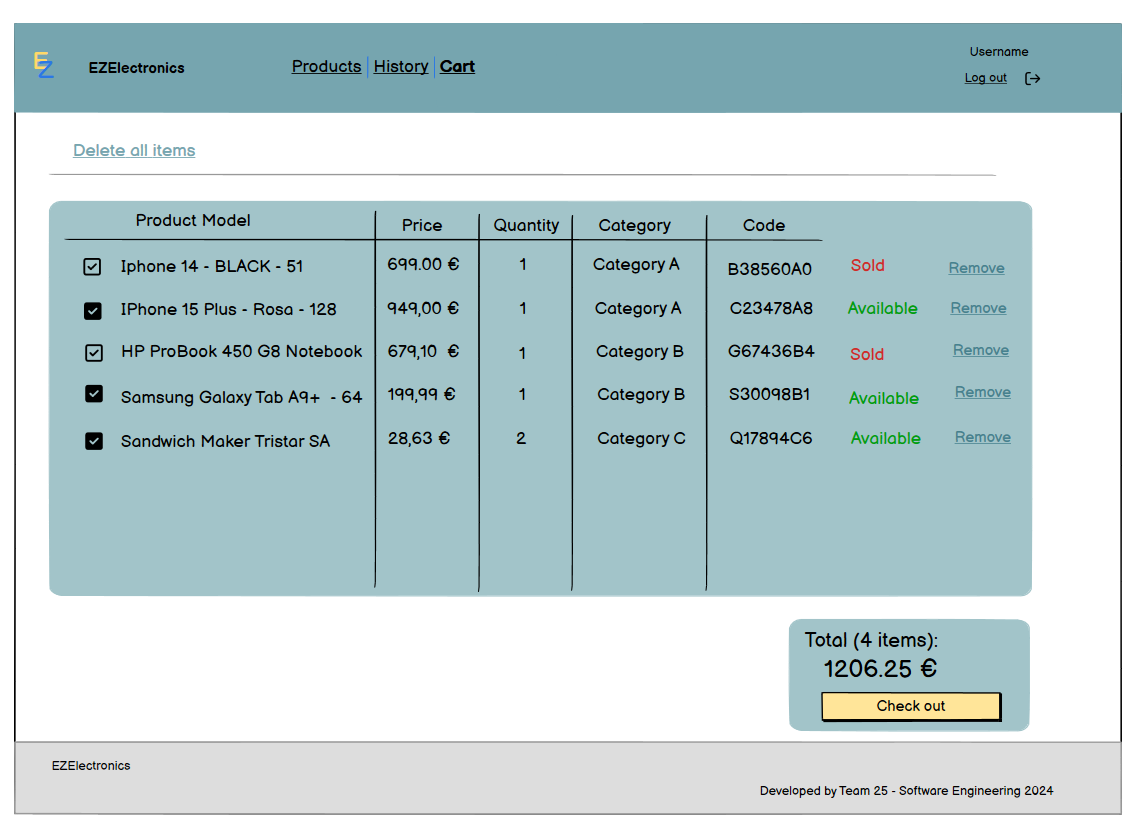 EZ EZElectronics Products History Cart Username
Log out
Delete all items
Product Model Price Quantity Category Code
Iphone 14 - BLACK - 51 699.00 € 1 Category A B38560A0 Sold Remove
IPhone 15 Plus - Rosa - 128 949,00 € 1 Category A C23478A8 Available Remove
HP ProBook 450 G8 Notebook 679,10 € 1 Category B G67436B4 Sold Remove
Samsung Galaxy Tab A9+ - 64 199,99 € 1 Category B S30098B1 Available Remove
Sandwich Maker Tristar SA 28,63 € 2 Category C Q17894C6 Available Remove
Total (4 items):
1206.25 €
Check out
EZElectronics
Developed by Team 25 - Software Engineering 2024